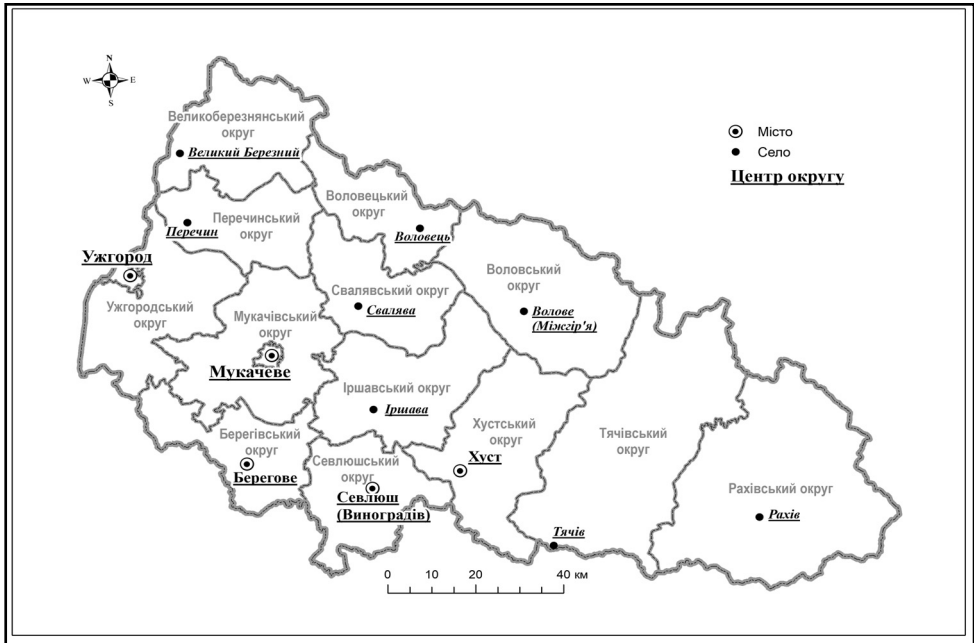 N
W E
S
Великоберезнянський
округ
Великий Березний
Місто
Село
Центр округу
Воловецький
округ
Воловець
Перечинський
округ
Перечин
Ужгород
Ужгородський
округ
Свалявський округ
Свалява
Воловський
округ
Волове
(Міжгір'я)
Мукачівський
округ
Мукачеве
Іршавський округ
Іршава
Берегівський
округ
Берегове
Севлюшський
округ
Севлюш
(Виноградів)
Хустський
округ
Хуст
Тячівський
округ
Тячів
Рахівський округ
Рахів
0 10 20 40 км